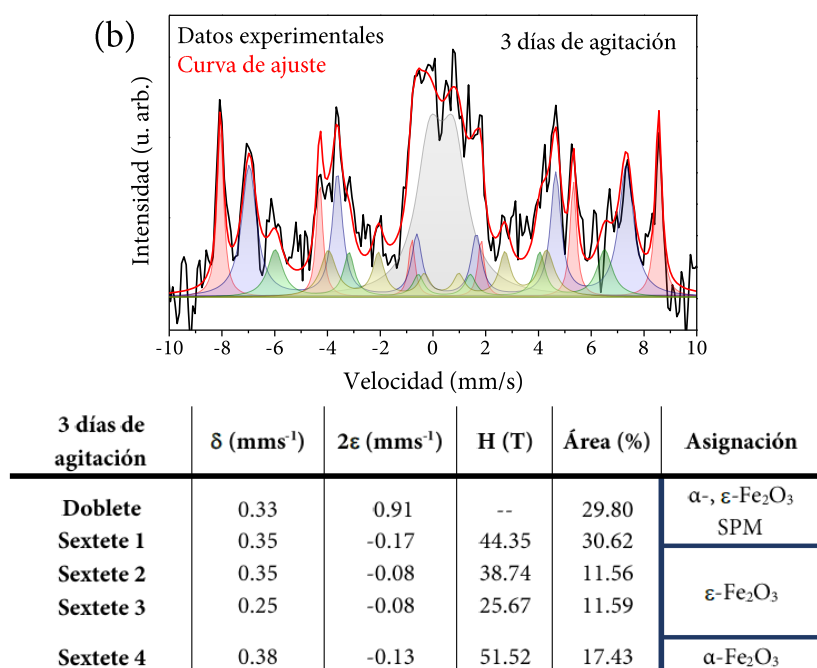 (b)
Datos experimentales
Curva de ajuste
3 días de agitación
Intensidad (u. arb.)
-10 -8 -6 -4 -2 0 2 4 6 8 10
Velocidad (mm/s)
3 días de agitación δ (mms⁻¹) 2ε (mms⁻¹) H (T) Área (%) Asignación
Doblete 0.33 0.91 -- 29.80 α-, ε-Fe₂O₃ SPM
Sextete 1 0.35 -0.17 44.35 30.62
Sextete 2 0.35 -0.08 38.74 11.56 ε-Fe₂O₃
Sextete 3 0.25 -0.08 25.67 11.59
Sextete 4 0.38 -0.13 51.52 17.43 α-Fe₂O₃